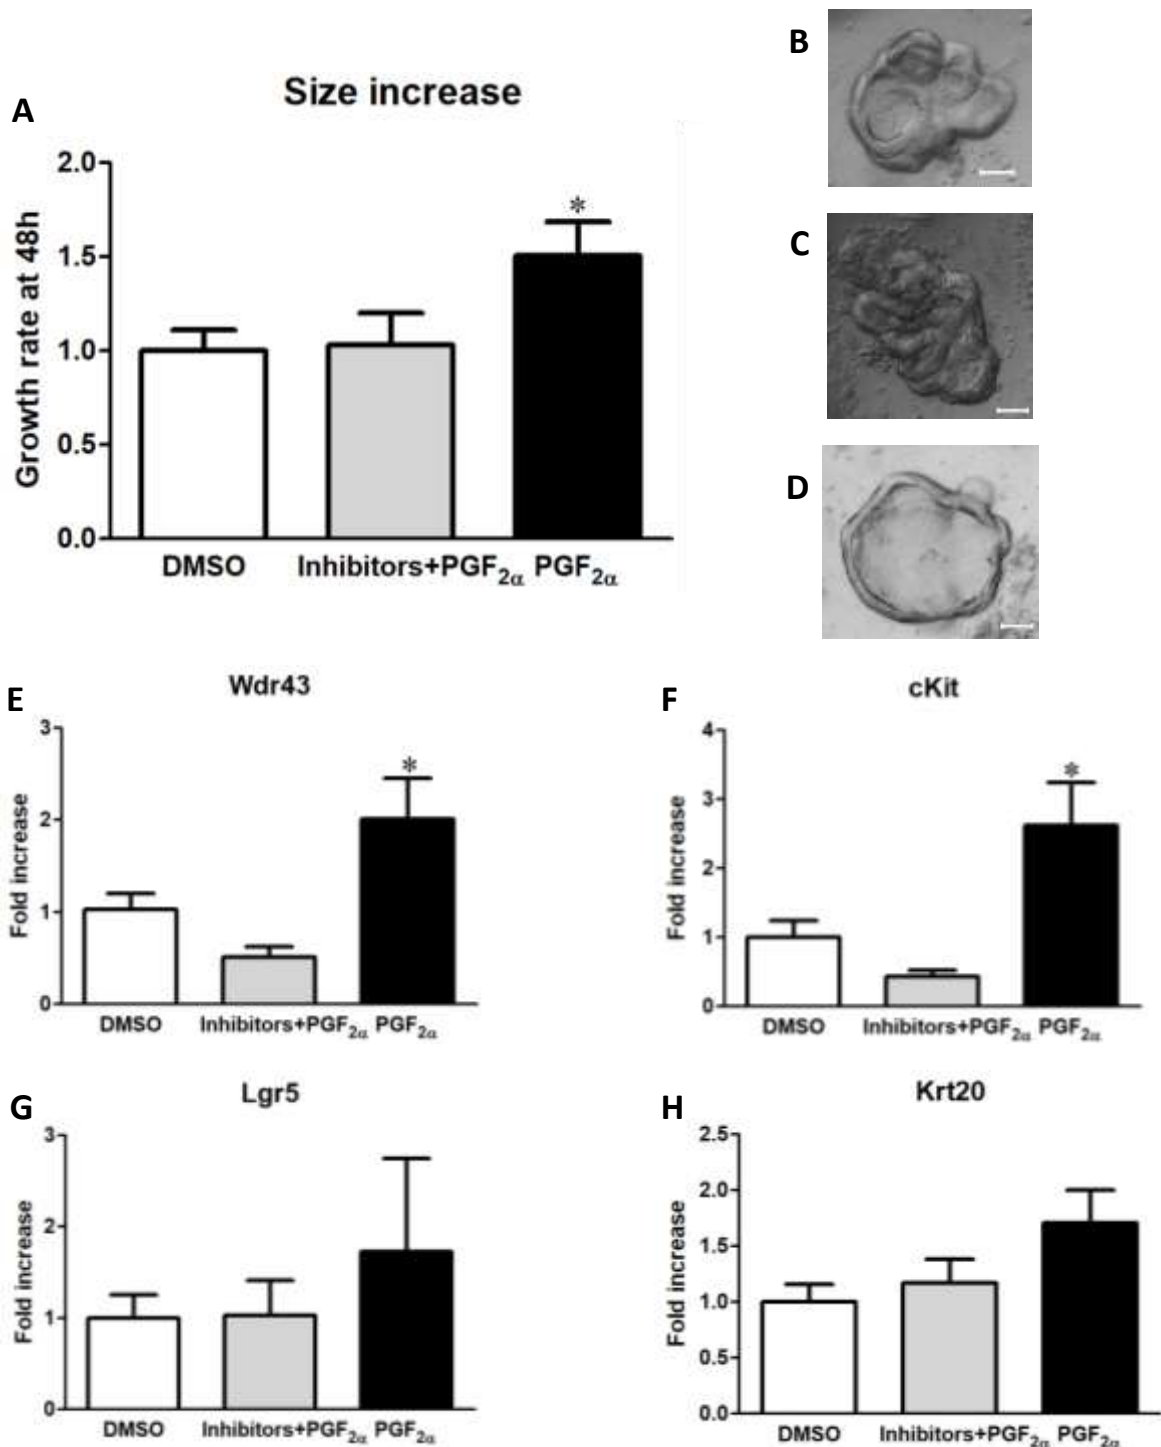 A
Size increase
Growth rate at 48h
2.0
1.5
1.0
0.5
0.0
*
DMSO
Inhibitors+PGF2α
PGF2α
B
C
D
E
Wdr43
Fold increase
3
2
1
0
*
DMSO
Inhibitors+PGF2α
PGF2α
F
cKit
Fold increase
4
3
2
1
0
*
DMSO
Inhibitors+PGF2α
PGF2α
G
Lgr5
Fold increase
3
2
1
0
DMSO
Inhibitors+PGF2α
PGF2α
H
Krt20
Fold increase
2.5
2.0
1.5
1.0
0.5
0.0
DMSO
Inhibitors+PGF2α
PGF2α